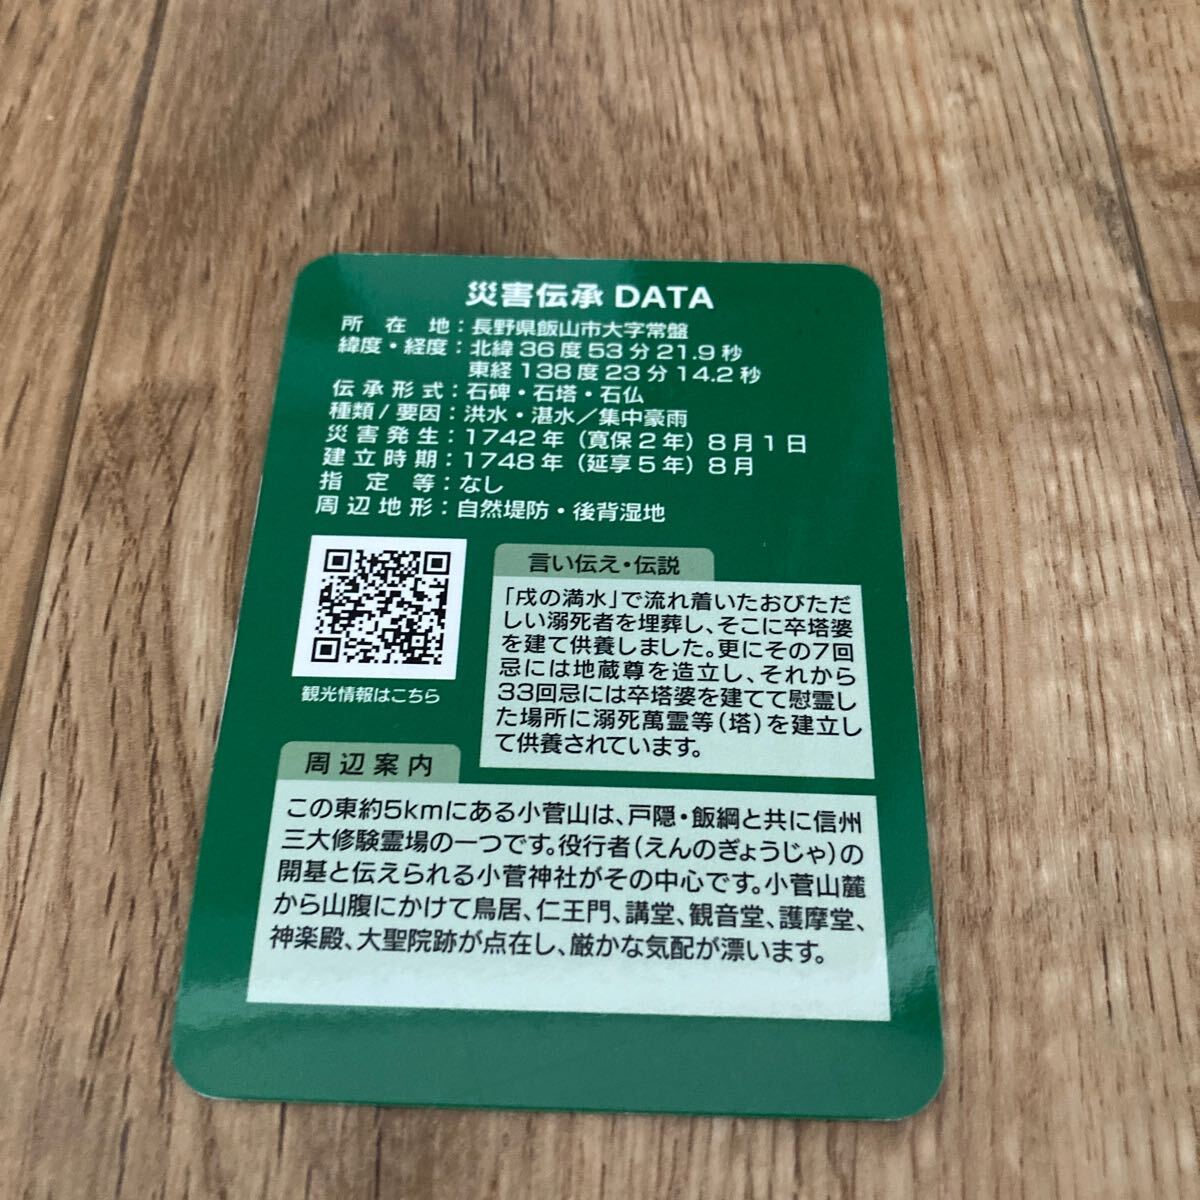 災害伝承 DATA
所在地：長野県飯山市大字常盤
緯度・経度：北緯36度53分21.9秒
東経138度23分14.2秒
伝承形式：石碑・石塔・石仏
種類/要因：洪水・湛水／集中豪雨
災害発生：1742年（寛保2年）8月1日
建立時期：1748年（延享5年）8月
指定等：なし
周辺地形：自然堤防・後背湿地
観光情報はこちら
言い伝え・伝説
「戌の満水」で流れ着いたおびただ
しい溺死者を埋葬し、そこに卒塔婆
を建て供養しました。更にその7回
忌には地蔵尊を造立し、それから
33回忌には卒塔婆を建てて慰霊し
た場所に溺死萬霊等（塔）を建立し
て供養されています。
周辺案内
この東約5kmにある小菅山は、戸隠・飯綱と共に信州
三大修験霊場の一つです。役行者（えんのぎょうじゃ）の
開基と伝えられる小菅神社がその中心です。小菅山麓
から山腹にかけて鳥居、仁王門、講堂、観音堂、護摩堂、
神楽殿、大聖院跡が点在し、厳かな気配が漂います。